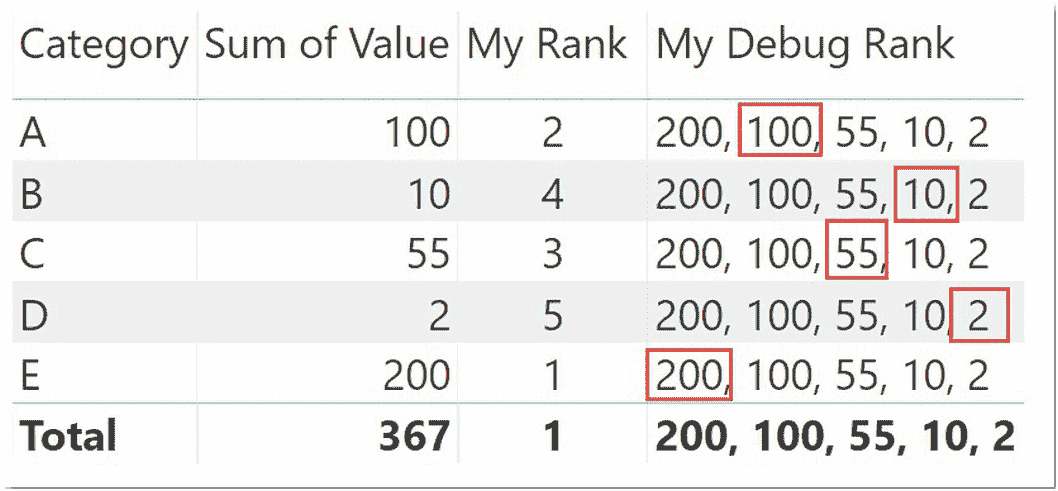 Category Sum of Value My Rank My Debug Rank
A 100 2 200, 100, 55, 10, 2
B 10 4 200, 100, 55, 10, 2
C 55 3 200, 100, 55, 10, 2
D 2 5 200, 100, 55, 10, 2
E 200 1 200, 100, 55, 10, 2
Total 367 1 200, 100, 55, 10, 2